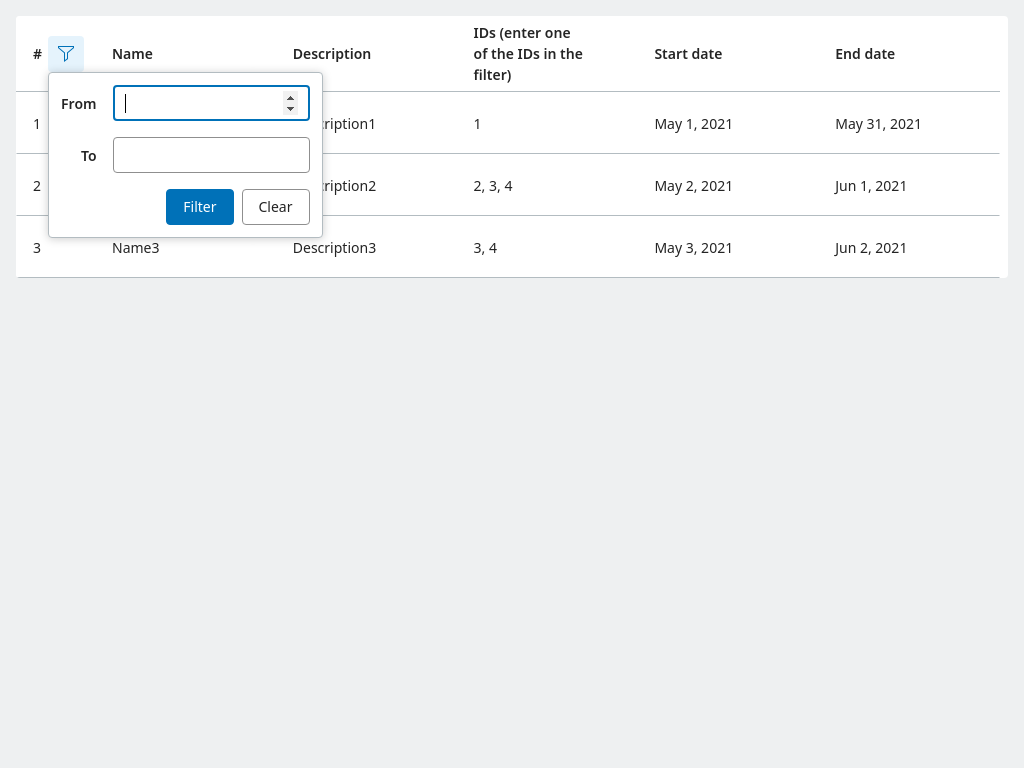 # Name Description IDs (enter one of the IDs in the filter) Start date End date
From
To
Filter Clear
1 ription1 1 May 1, 2021 May 31, 2021
2 ription2 2, 3, 4 May 2, 2021 Jun 1, 2021
3 Name3 Description3 3, 4 May 3, 2021 Jun 2, 2021